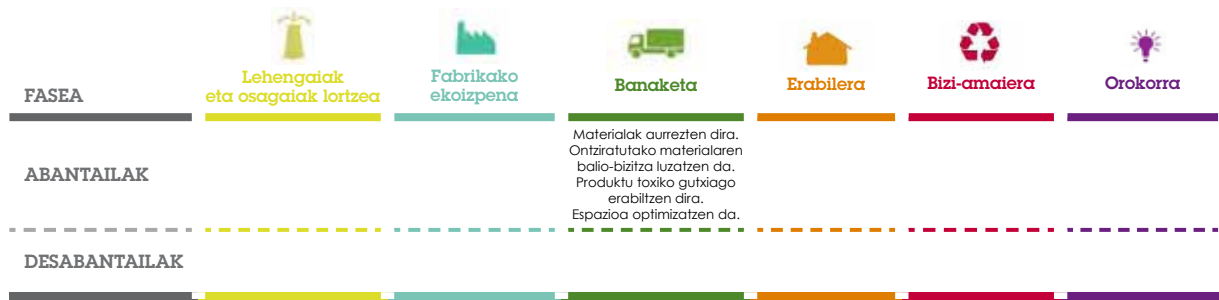 FASEA
Lehengaiak
eta osagaiak lortzea
Fabrikako
ekoizpena
Banaketa
Erabilera
Bizi-amaiera
Orokorra
ABANTAILAK
Materialak aurrezten dira.
Ontziratutako materialaren
balio-bizitza luzatzen da.
Produktu toxiko gutxiago
erabiltzen dira.
Espazioa optimizatzen da.
DESABANTAILAK